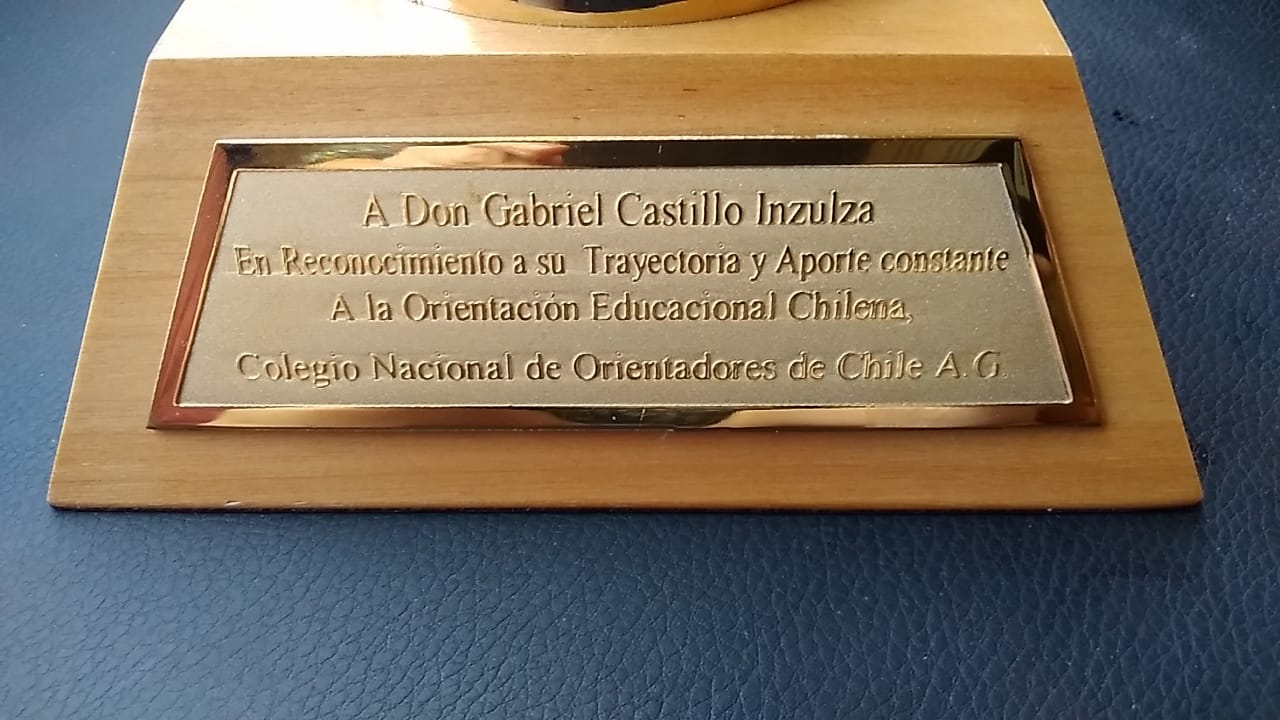 A Don Gabriel Castillo Inzulza
En Reconocimiento a su Trayectoria y Aporte constante
A la Orientación Educacional Chilena,
Colegio Nacional de Orientadores de Chile A.G.